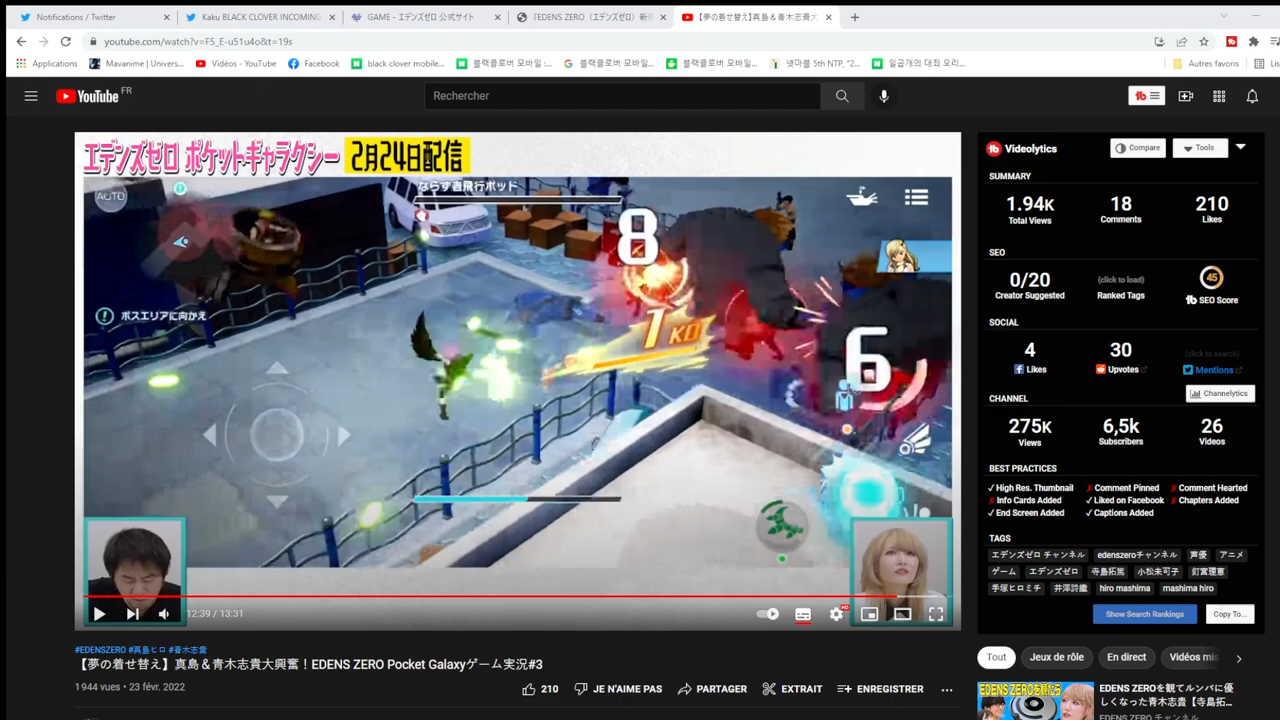 Notifications / Twitter
Kaku BLACK CLOVER INCOMING
GAME - エデンズゼロ 公式サイト
『EDENS ZERO（エデンズゼロ）新
【夢の着せ替え】真島＆青木志貴大
youtube.com/watch?v=F5_E-u51u4o&t=19s
Applications
Mavanime | Univers...
Vidéos - YouTube
Facebook
black clover mobile...
블랙클로버 모바일 :...
블랙클로버 모바일...
블랙클로버 모바일...
넷마블 5th NTP, "2...
일곱개의 대죄 오리...
Autres favoris
Lis
YouTube FR
Rechercher
エデンズゼロ ポケットギャラクシー 2月24日配信
AUTO
ならず者飛行ポッド
8
ボスエリアに向かえ
1 KO
6
12:39 / 13:31
HD
#EDENSZERO #真島ヒロ #青木志貴
【夢の着せ替え】真島＆青木志貴大興奮！EDENS ZERO Pocket Galaxyゲーム実況#3
1 944 vues • 23 févr. 2022
210
JE N'AIME PAS
PARTAGER
EXTRAIT
ENREGISTRER
Videolytics
Compare
Tools
SUMMARY
1.94K
18
210
Total Views
Comments
Likes
SEO
0/20
(click to load)
45
Creator Suggested
Ranked Tags
SEO Score
SOCIAL
4
30
(click to search)
Likes
Upvotes
Mentions
Channelytics
CHANNEL
275K
6,5k
26
Views
Subscribers
Videos
BEST PRACTICES
✓ High Res. Thumbnail
✗ Comment Pinned
✗ Comment Hearted
✗ Info Cards Added
✓ Liked on Facebook
✗ Chapters Added
✓ End Screen Added
✓ Captions Added
TAGS
エデンズゼロ チャンネル
edenszeroチャンネル
声優
アニメ
ゲーム
エデンズゼロ
寺島拓篤
小松未可子
釘宮理恵
手塚ヒロミチ
井澤詩織
hiro mashima
mashima hiro
Show Search Rankings
Copy To...
Tout
Jeux de rôle
En direct
Vidéos mis
EDENS ZEROを観てルンバに優
しくなった青木志貴【寺島拓...
EDENS ZERO チャンネル